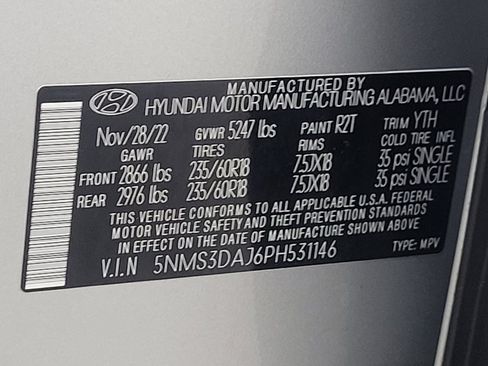 MANUFACTURED BY
HYUNDAI MOTOR MANUFACTURING ALABAMA, LLC
Nov/28/22 GVWR 5247 lbs PAINT R2T TRIM YTH
GAWR TIRES RIMS COLD TIRE INFL
FRONT 2866 lbs 235/60R18 7.5JX18 35 psi SINGLE
REAR 2976 lbs 235/60R18 7.5JX18 35 psi SINGLE
THIS VEHICLE CONFORMS TO ALL APPLICABLE U.S.A. FEDERAL
MOTOR VEHICLE SAFETY AND THEFT PREVENTION STANDARDS
IN EFFECT ON THE DATE OF MANUFACTURE SHOWN ABOVE.
V.I.N 5NMS3DAJ6PH531146 TYPE: MPV